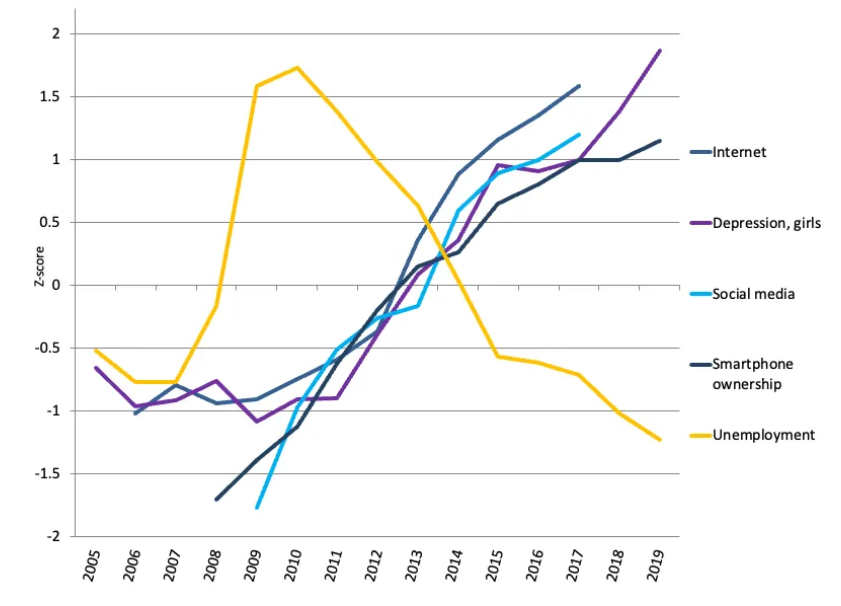 2
1.5
1
0.5
0
-0.5
-1
-1.5
-2
Z-score
2005 2006 2007 2008 2009 2010 2011 2012 2013 2014 2015 2016 2017 2018 2019
Internet
Depression, girls
Social media
Smartphone
ownership
Unemployment